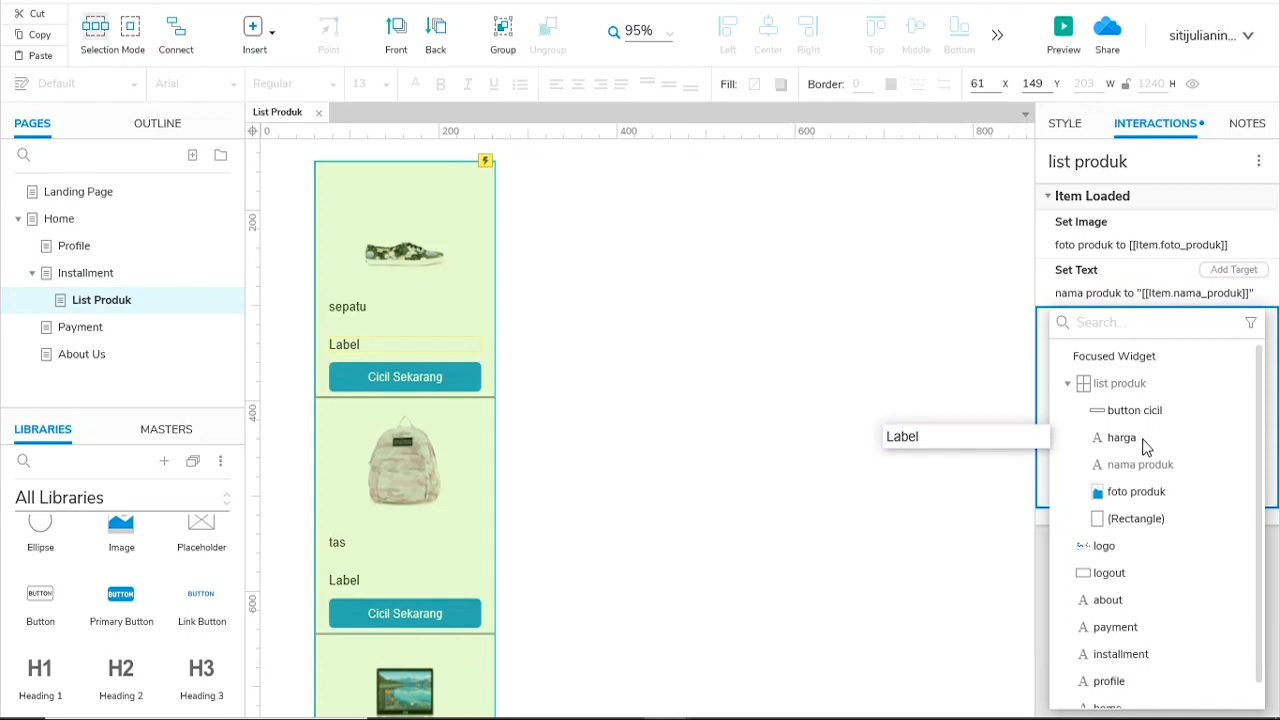 Cut
Copy
Paste
Selection Mode
Connect
Insert
Point
Front
Back
Group
Ungroup
95%
Left
Center
Right
Top
Middle
Bottom
Preview
Share
sitijulianin...
Default
Arial
Regular
13
A B I U
Fill:
Border: 0
61 X 149 Y 203 W 1240 H
PAGES
OUTLINE
Landing Page
Home
Profile
Installment
List Produk
Payment
About Us
LIBRARIES
MASTERS
All Libraries
Ellipse
Image
Placeholder
BUTTON
BUTTON
BUTTON
Button
Primary Button
Link Button
H1
H2
H3
Heading 1
Heading 2
Heading 3
List Produk
0 200 400 600 800
200
400
600
sepatu
Label
Cicil Sekarang
tas
Label
Cicil Sekarang
Label
STYLE
INTERACTIONS
NOTES
list produk
Item Loaded
Set Image
foto produk to [[Item.foto_produk]]
Set Text
Add Target
nama produk to "[[Item.nama_produk]]"
Search...
Focused Widget
list produk
button cicil
A harga
A nama produk
foto produk
(Rectangle)
logo
logout
A about
A payment
A installment
A profile
home